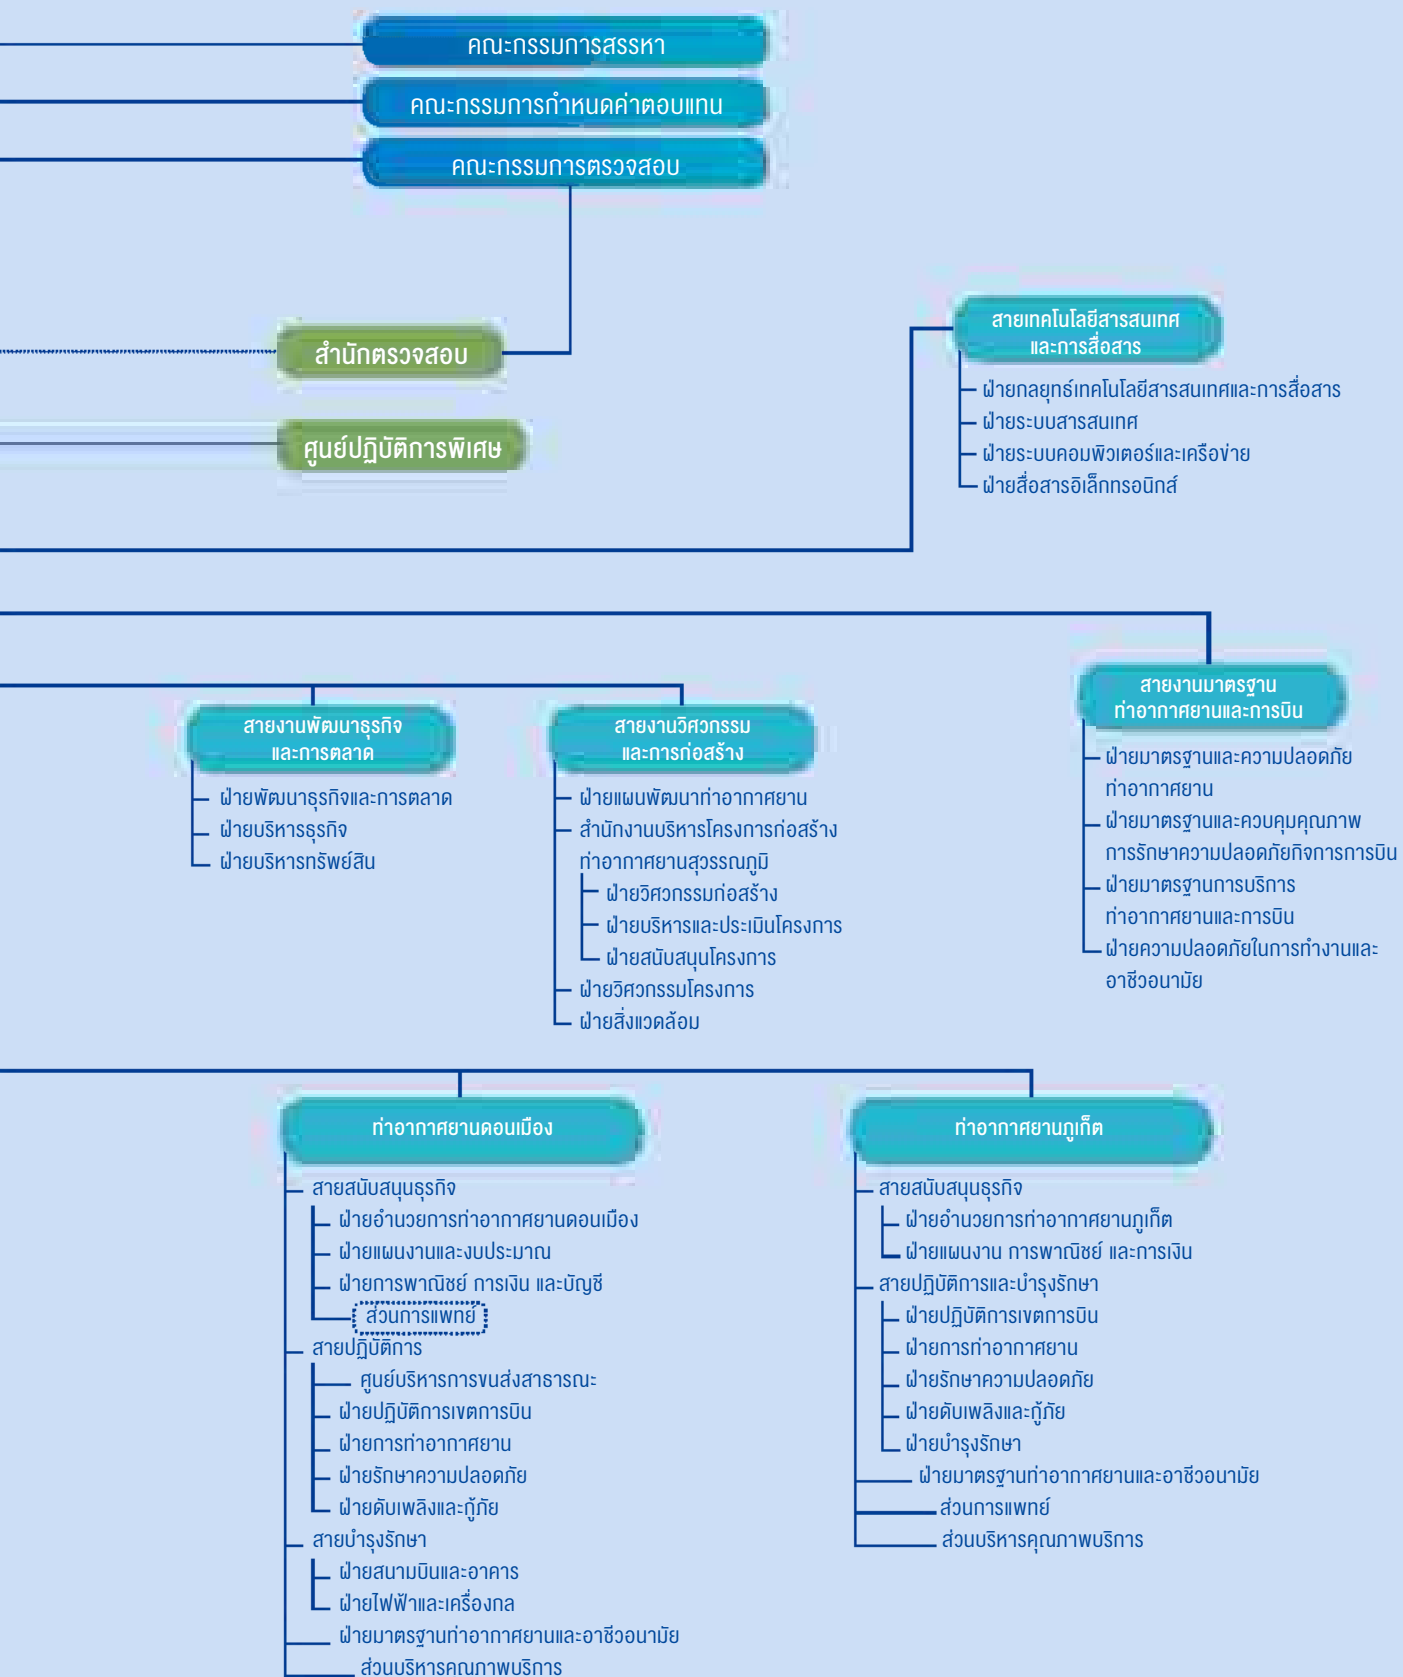 คณะกรรมการสรรหา
คณะกรรมการกำหนดค่าตอบแทน
คณะกรรมการตรวจสอบ
สำนักตรวจสอบ
ศูนย์ปฏิบัติการพิเศษ
สายเทคโนโลยีสารสนเทศ
และการสื่อสาร
ฝ่ายกลยุทธ์เทคโนโลยีสารสนเทศและการสื่อสาร
ฝ่ายระบบสารสนเทศ
ฝ่ายระบบคอมพิวเตอร์และเครือข่าย
ฝ่ายสื่อสารอิเล็กทรอนิกส์
สายงานพัฒนาธุรกิจ
และการตลาด
ฝ่ายพัฒนาธุรกิจและการตลาด
ฝ่ายบริหารธุรกิจ
ฝ่ายบริหารทรัพย์สิน
สายงานวิศวกรรม
และการก่อสร้าง
ฝ่ายแผนพัฒนาท่าอากาศยาน
สำนักงานบริหารโครงการก่อสร้าง
ท่าอากาศยานสุวรรณภูมิ
ฝ่ายวิศวกรรมก่อสร้าง
ฝ่ายบริหารและประเมินโครงการ
ฝ่ายสนับสนุนโครงการ
ฝ่ายวิศวกรรมโครงการ
ฝ่ายสิ่งแวดล้อม
สายงานมาตรฐาน
ท่าอากาศยานและการบิน
ฝ่ายมาตรฐานและความปลอดภัย
ท่าอากาศยาน
ฝ่ายมาตรฐานและควบคุมคุณภาพ
การรักษาความปลอดภัยกิจการการบิน
ฝ่ายมาตรฐานการบริการ
ท่าอากาศยานและการบิน
ฝ่ายความปลอดภัยในการทำงานและ
อาชีวอนามัย
ท่าอากาศยานดอนเมือง
สายสนับสนุนธุรกิจ
ฝ่ายอำนวยการท่าอากาศยานดอนเมือง
ฝ่ายแผนงานและงบประมาณ
ฝ่ายการพาณิชย์ การเงิน และบัญชี
ส่วนการแพทย์
สายปฏิบัติการ
ศูนย์บริหารการขนส่งสาธารณะ
ฝ่ายปฏิบัติการเขตการบิน
ฝ่ายการท่าอากาศยาน
ฝ่ายรักษาความปลอดภัย
ฝ่ายดับเพลิงและกู้ภัย
สายบำรุงรักษา
ฝ่ายสนามบินและอาคาร
ฝ่ายไฟฟ้าและเครื่องกล
ฝ่ายมาตรฐานท่าอากาศยานและอาชีวอนามัย
ส่วนบริหารคุณภาพบริการ
ท่าอากาศยานภูเก็ต
สายสนับสนุนธุรกิจ
ฝ่ายอำนวยการท่าอากาศยานภูเก็ต
ฝ่ายแผนงาน การพาณิชย์ และการเงิน
สายปฏิบัติการและบำรุงรักษา
ฝ่ายปฏิบัติการเขตการบิน
ฝ่ายการท่าอากาศยาน
ฝ่ายรักษาความปลอดภัย
ฝ่ายดับเพลิงและกู้ภัย
ฝ่ายบำรุงรักษา
ฝ่ายมาตรฐานท่าอากาศยานและอาชีวอนามัย
ส่วนการแพทย์
ส่วนบริหารคุณภาพบริการ